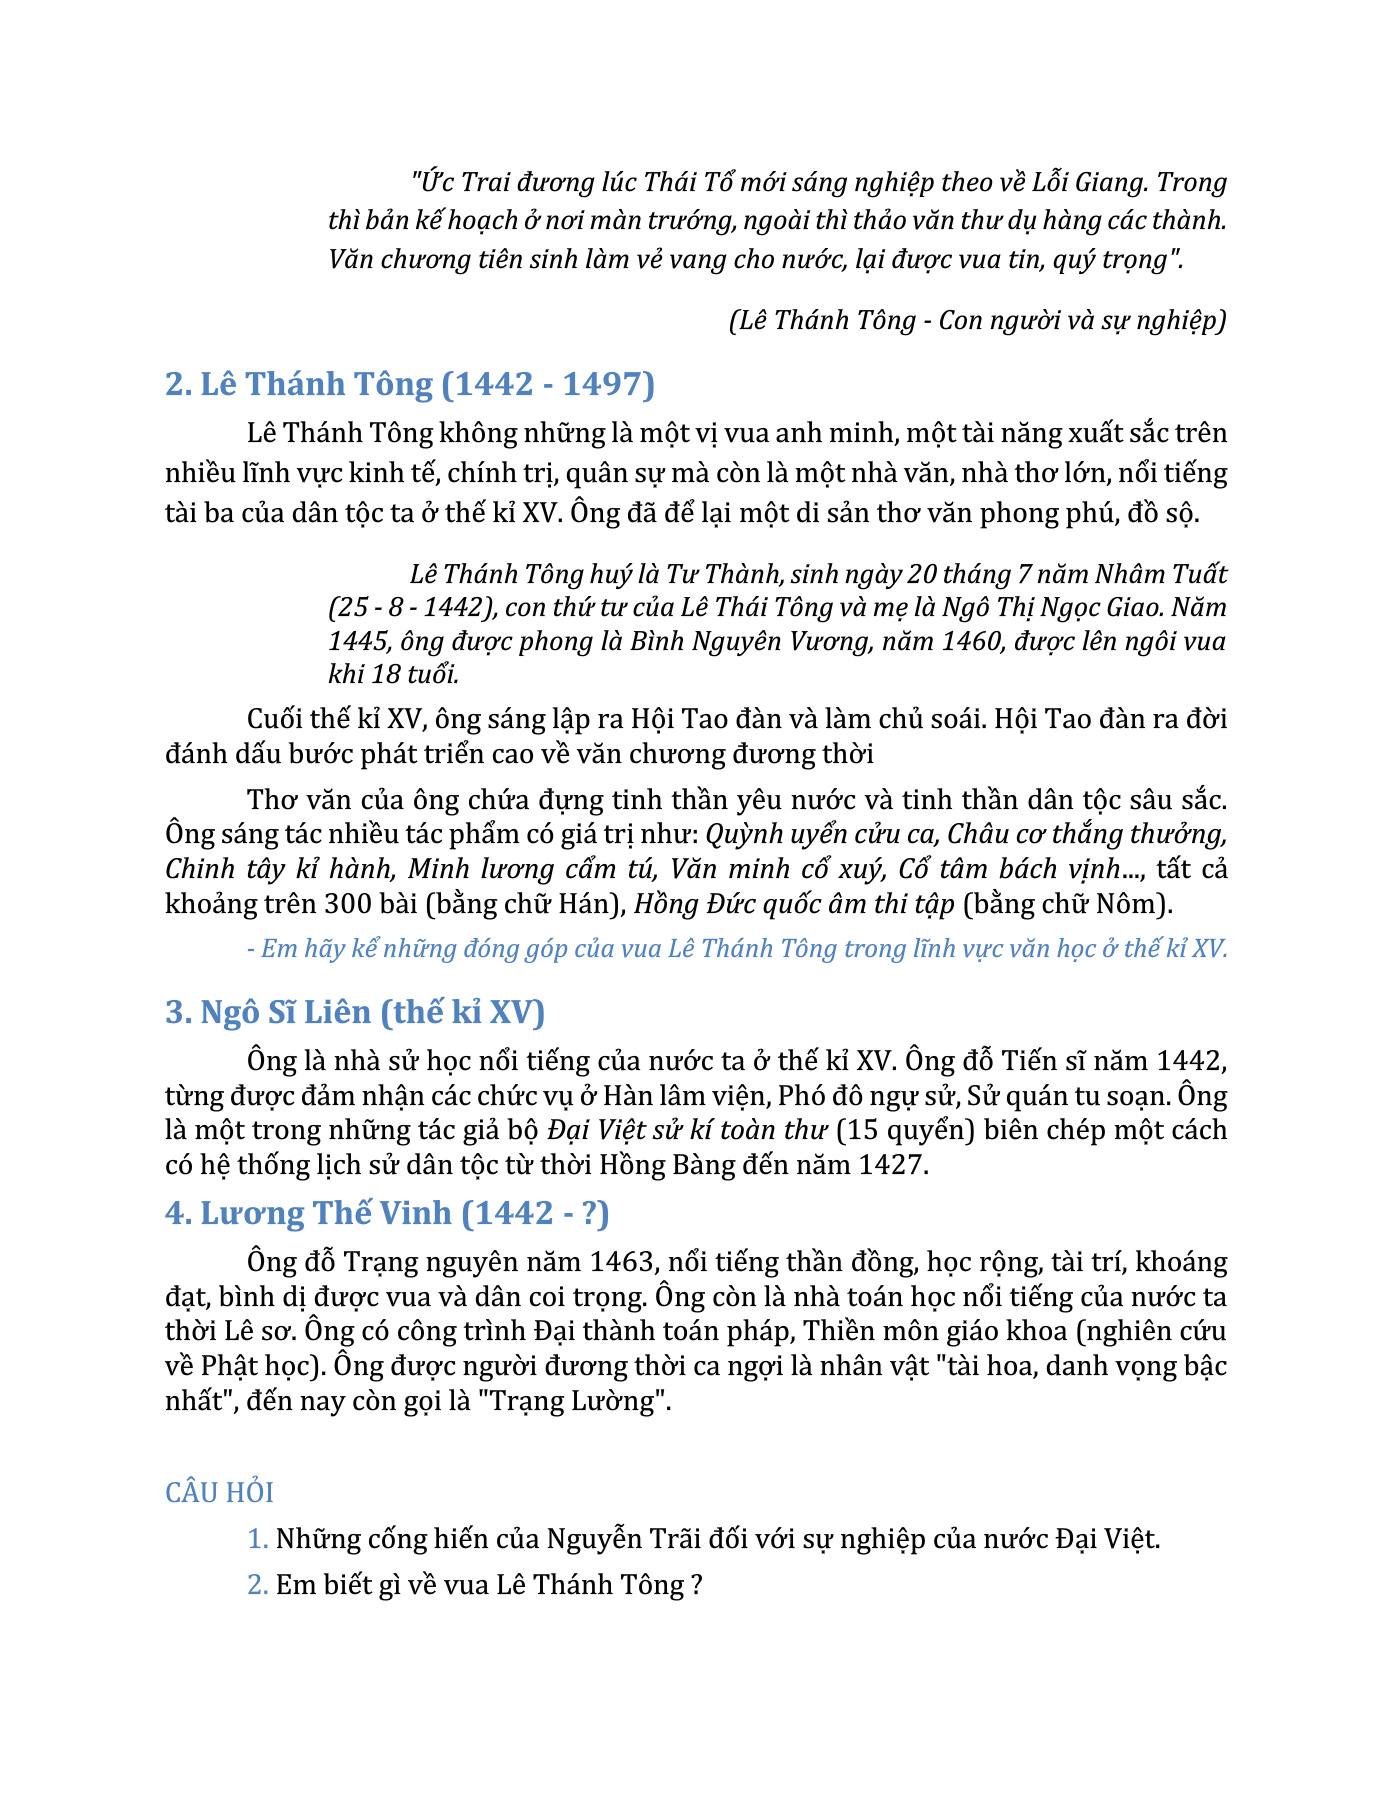 "Ức Trai đương lúc Thái Tổ mới sáng nghiệp theo về Lỗi Giang. Trong
thì bản kế hoạch ở nơi màn trướng, ngoài thì thảo văn thư dụ hàng các thành.
Văn chương tiên sinh làm vẻ vang cho nước, lại được vua tin, quý trọng".
(Lê Thánh Tông - Con người và sự nghiệp)
2. Lê Thánh Tông (1442 - 1497)
Lê Thánh Tông không những là một vị vua anh minh, một tài năng xuất sắc trên
nhiều lĩnh vực kinh tế, chính trị, quân sự mà còn là một nhà văn, nhà thơ lớn, nổi tiếng
tài ba của dân tộc ta ở thế kỉ XV. Ông đã để lại một di sản thơ văn phong phú, đồ sộ.
Lê Thánh Tông huý là Tư Thành, sinh ngày 20 tháng 7 năm Nhâm Tuất
(25 - 8 - 1442), con thứ tư của Lê Thái Tông và mẹ là Ngô Thị Ngọc Giao. Năm
1445, ông được phong là Bình Nguyên Vương, năm 1460, được lên ngôi vua
khi 18 tuổi.
Cuối thế kỉ XV, ông sáng lập ra Hội Tao đàn và làm chủ soái. Hội Tao đàn ra đời
đánh dấu bước phát triển cao về văn chương đương thời
Thơ văn của ông chứa đựng tinh thần yêu nước và tinh thần dân tộc sâu sắc.
Ông sáng tác nhiều tác phẩm có giá trị như: Quỳnh uyển cửu ca, Châu cơ thắng thưởng,
Chinh tây kỉ hành, Minh lương cẩm tú, Văn minh cổ xuý, Cổ tâm bách vịnh..., tất cả
khoảng trên 300 bài (bằng chữ Hán), Hồng Đức quốc âm thi tập (bằng chữ Nôm).
- Em hãy kể những đóng góp của vua Lê Thánh Tông trong lĩnh vực văn học ở thế kỉ XV.
3. Ngô Sĩ Liên (thế kỉ XV)
Ông là nhà sử học nổi tiếng của nước ta ở thế kỉ XV. Ông đỗ Tiến sĩ năm 1442,
từng được đảm nhận các chức vụ ở Hàn lâm viện, Phó đô ngự sử, Sử quán tu soạn. Ông
là một trong những tác giả bộ Đại Việt sử kí toàn thư (15 quyển) biên chép một cách
có hệ thống lịch sử dân tộc từ thời Hồng Bàng đến năm 1427.
4. Lương Thế Vinh (1442 - ?)
Ông đỗ Trạng nguyên năm 1463, nổi tiếng thần đồng, học rộng, tài trí, khoáng
đạt, bình dị được vua và dân coi trọng. Ông còn là nhà toán học nổi tiếng của nước ta
thời Lê sơ. Ông có công trình Đại thành toán pháp, Thiền môn giáo khoa (nghiên cứu
về Phật học). Ông được người đương thời ca ngợi là nhân vật "tài hoa, danh vọng bậc
nhất", đến nay còn gọi là "Trạng Lường".
CÂU HỎI
1. Những cống hiến của Nguyễn Trãi đối với sự nghiệp của nước Đại Việt.
2. Em biết gì về vua Lê Thánh Tông ?